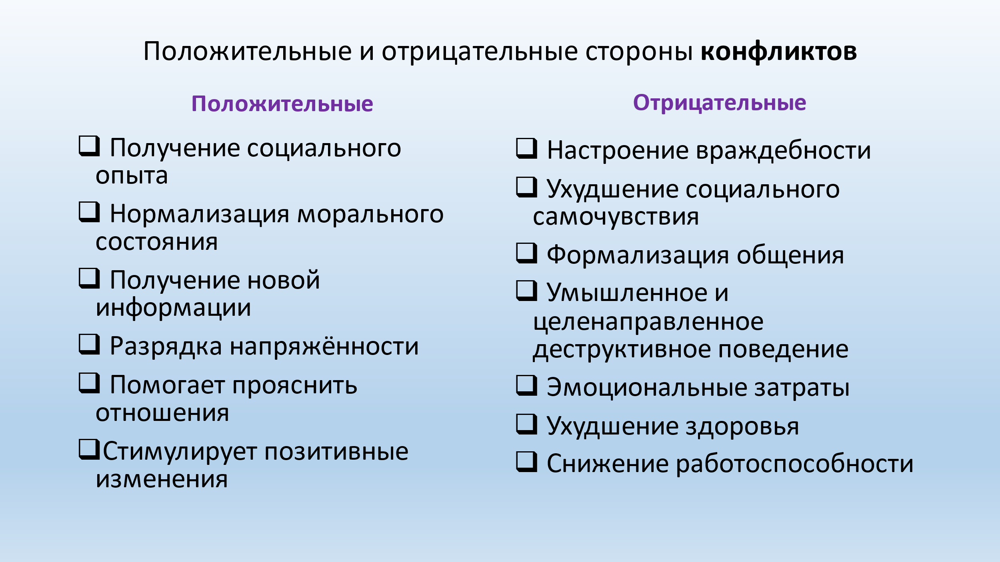 Положительные и отрицательные стороны конфликтов
Положительные
Получение социального
опыта
Нормализация морального
состояния
Получение новой
информации
Разрядка напряжённости
Помогает прояснить
отношения
Стимулирует позитивные
изменения
Отрицательные
Настроение враждебности
Ухудшение социального
самочувствия
Формализация общения
Умышленное и
целенаправленное
деструктивное поведение
Эмоциональные затраты
Ухудшение здоровья
Снижение работоспособности